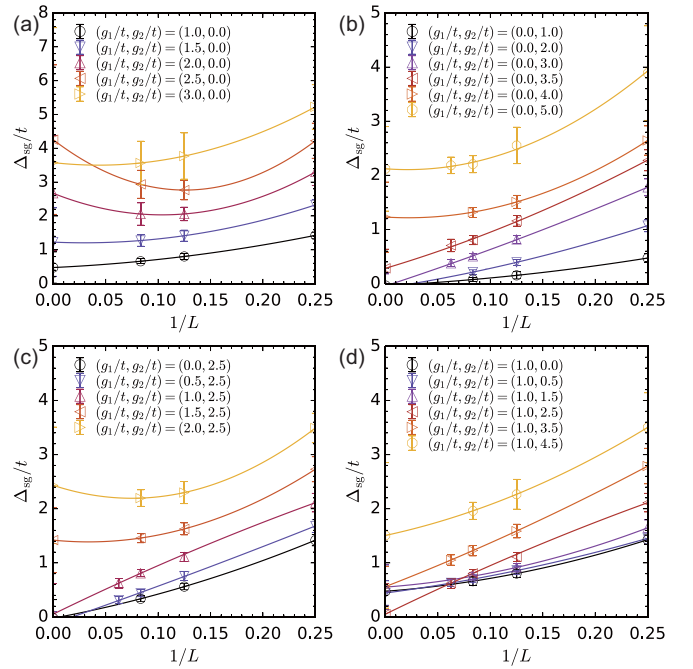 (a)
8
7
6
5
4
3
2
1
0
Δsg/t
(g1/t, g2/t) = (1.0, 0.0)
(g1/t, g2/t) = (1.5, 0.0)
(g1/t, g2/t) = (2.0, 0.0)
(g1/t, g2/t) = (2.5, 0.0)
(g1/t, g2/t) = (3.0, 0.0)
0.00 0.05 0.10 0.15 0.20 0.25
1/L
(b)
5
4
3
2
1
0
Δsg/t
(g1/t, g2/t) = (0.0, 1.0)
(g1/t, g2/t) = (0.0, 2.0)
(g1/t, g2/t) = (0.0, 3.0)
(g1/t, g2/t) = (0.0, 3.5)
(g1/t, g2/t) = (0.0, 4.0)
(g1/t, g2/t) = (0.0, 5.0)
0.00 0.05 0.10 0.15 0.20 0.25
1/L
(c)
5
4
3
2
1
0
Δsg/t
(g1/t, g2/t) = (0.0, 2.5)
(g1/t, g2/t) = (0.5, 2.5)
(g1/t, g2/t) = (1.0, 2.5)
(g1/t, g2/t) = (1.5, 2.5)
(g1/t, g2/t) = (2.0, 2.5)
0.00 0.05 0.10 0.15 0.20 0.25
1/L
(d)
5
4
3
2
1
0
Δsg/t
(g1/t, g2/t) = (1.0, 0.0)
(g1/t, g2/t) = (1.0, 0.5)
(g1/t, g2/t) = (1.0, 1.5)
(g1/t, g2/t) = (1.0, 2.5)
(g1/t, g2/t) = (1.0, 3.5)
(g1/t, g2/t) = (1.0, 4.5)
0.00 0.05 0.10 0.15 0.20 0.25
1/L